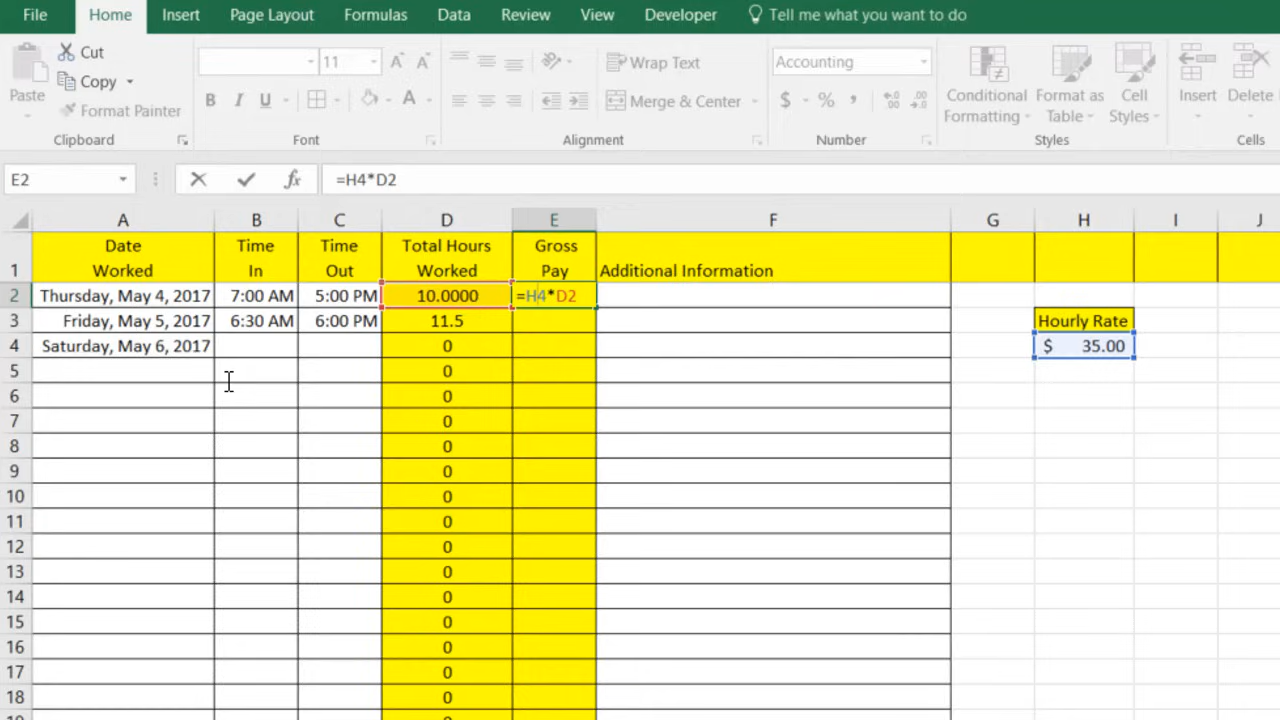 File Home Insert Page Layout Formulas Data Review View Developer Tell me what you want to do
Paste Cut Copy Format Painter
11
Wrap Text
Merge & Center
Accounting
$ % ,
B I U
Conditional Formatting Format as Table Cell Styles Insert Delete
Clipboard Font Alignment Number Styles Cells
E2 fx =H4*D2
A B C D E F G H I J
Date Worked Time In Time Out Total Hours Worked Gross Pay Additional Information
1
2 Thursday, May 4, 2017 7:00 AM 5:00 PM 10.0000 =H4*D2
3 Friday, May 5, 2017 6:30 AM 6:00 PM 11.5 Hourly Rate
4 Saturday, May 6, 2017 0 $ 35.00
5 0
6 0
7 0
8 0
9 0
10 0
11 0
12 0
13 0
14 0
15 0
16 0
17 0
18 0